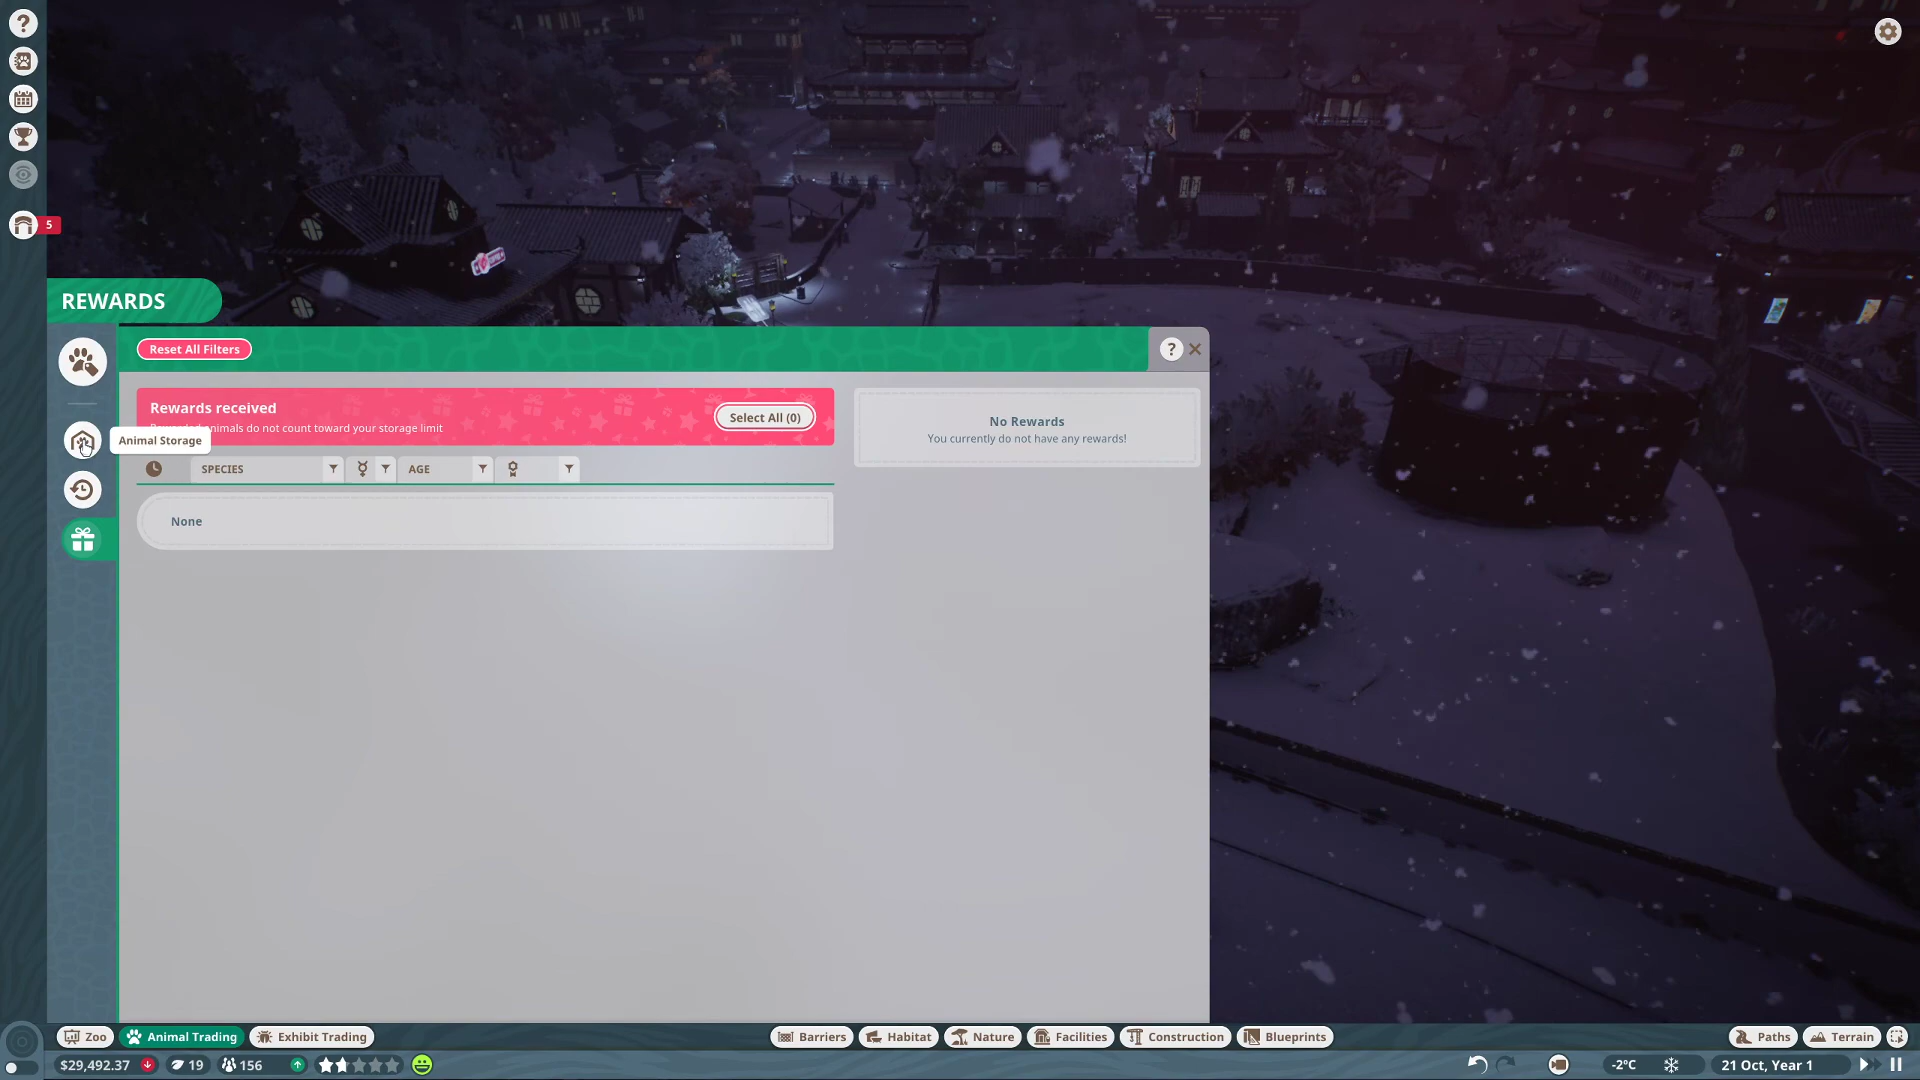 5
REWARDS
Reset All Filters
?
Rewards received
Select All (0)
animals do not count toward your storage limit
Animal Storage
No Rewards
You currently do not have any rewards!
SPECIES
AGE
None
Zoo
Animal Trading
Exhibit Trading
Barriers
Habitat
Nature
Facilities
Construction
Blueprints
Paths
Terrain
$29,492.37
19
156
-2°C
21 Oct, Year 1